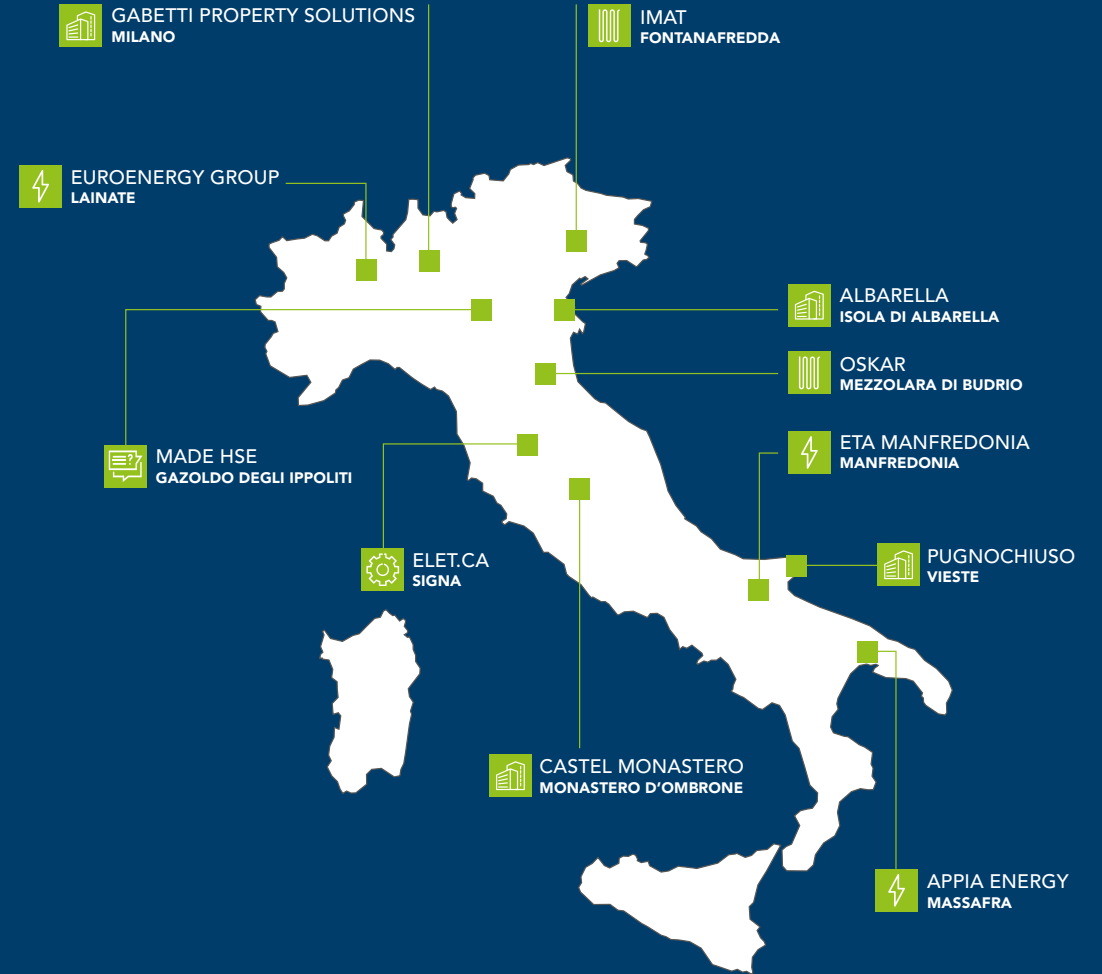 GABETTI PROPERTY SOLUTIONS
MILANO
IMAT
FONTANAFREDDA
EUROENERGY GROUP
LAINATE
ALBARELLA
ISOLA DI ALBARELLA
OSKAR
MEZZOLARA DI BUDRIO
MADE HSE
GAZOLDO DEGLI IPPOLITI
ETA MANFREDONIA
MANFREDONIA
ELET.CA
SIGNA
PUGNOCHIUSO
VIESTE
CASTEL MONASTERO
MONASTERO D'OMBRONE
APPIA ENERGY
MASSAFRA